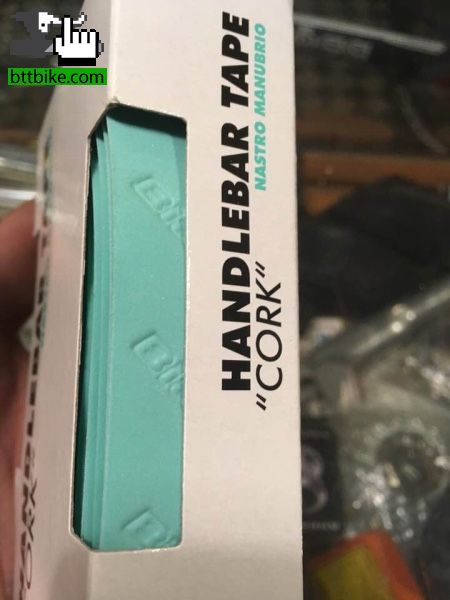 bttbike.com
HANDLEBAR TAPE
NASTRO MANUBRIO
"CORK"